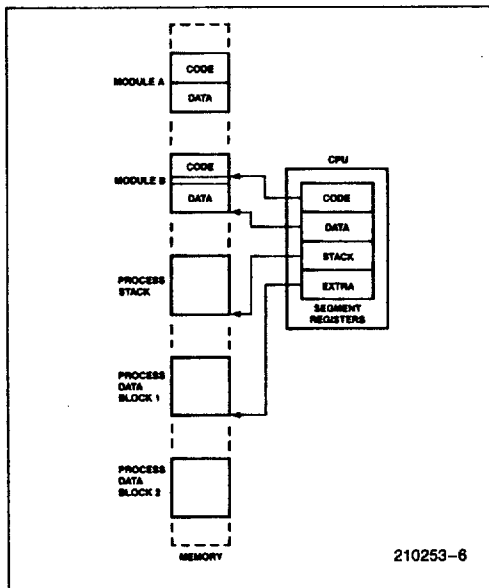 MODULE A
CODE
DATA
MODULE B
CODE
DATA
PROCESS
STACK
PROCESS
DATA
BLOCK 1
PROCESS
DATA
BLOCK 2
MEMORY
CPU
CODE
DATA
STACK
EXTRA
SEGMENT
REGISTERS
210253-6